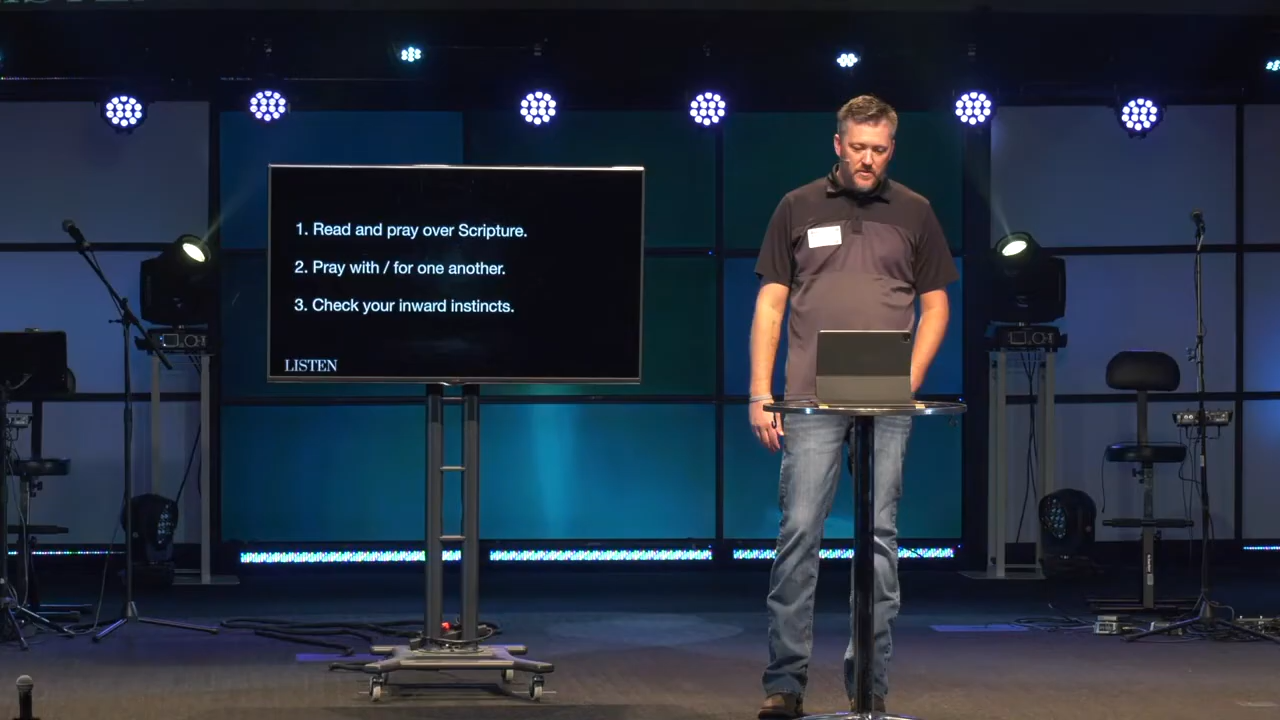 1. Read and pray over Scripture.
2. Pray with / for one another.
3. Check your inward instincts.
LISTEN